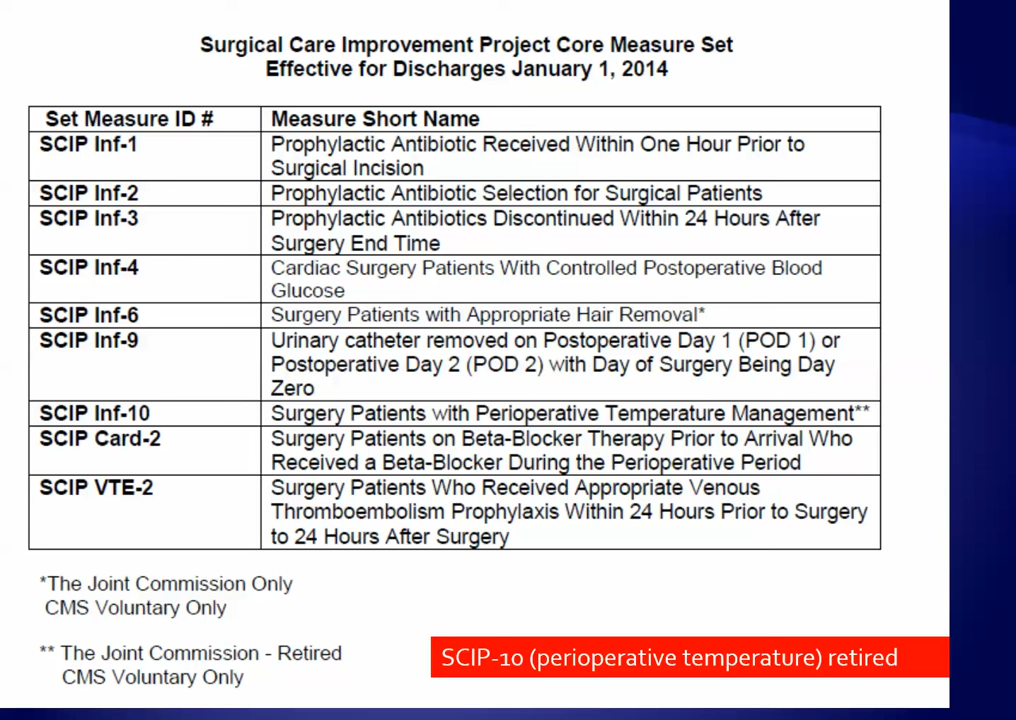 Surgical Care Improvement Project Core Measure Set
Effective for Discharges January 1, 2014
Set Measure ID # Measure Short Name
SCIP Inf-1 Prophylactic Antibiotic Received Within One Hour Prior to
Surgical Incision
SCIP Inf-2 Prophylactic Antibiotic Selection for Surgical Patients
SCIP Inf-3 Prophylactic Antibiotics Discontinued Within 24 Hours After
Surgery End Time
SCIP Inf-4 Cardiac Surgery Patients With Controlled Postoperative Blood
Glucose
SCIP Inf-6 Surgery Patients with Appropriate Hair Removal*
SCIP Inf-9 Urinary catheter removed on Postoperative Day 1 (POD 1) or
Postoperative Day 2 (POD 2) with Day of Surgery Being Day
Zero
SCIP Inf-10 Surgery Patients with Perioperative Temperature Management**
SCIP Card-2 Surgery Patients on Beta-Blocker Therapy Prior to Arrival Who
Received a Beta-Blocker During the Perioperative Period
SCIP VTE-2 Surgery Patients Who Received Appropriate Venous
Thromboembolism Prophylaxis Within 24 Hours Prior to Surgery
to 24 Hours After Surgery
*The Joint Commission Only
CMS Voluntary Only
** The Joint Commission - Retired
CMS Voluntary Only
SCIP-10 (perioperative temperature) retired